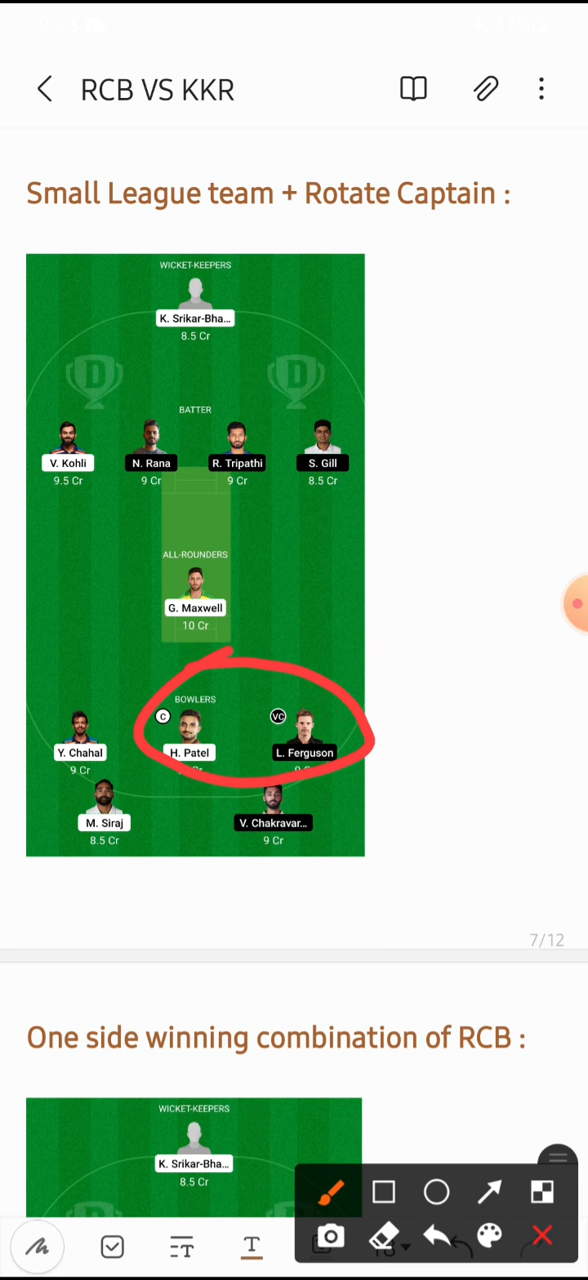 RCB VS KKR
Small League team + Rotate Captain :
WICKET-KEEPERS
K. Srikar-Bha...
8.5 Cr
BATTER
V. Kohli N. Rana R. Tripathi S. Gill
9.5 Cr 9 Cr 9 Cr 8.5 Cr
ALL-ROUNDERS
G. Maxwell
10 Cr
BOWLERS
C VC
Y. Chahal H. Patel L. Ferguson
9 Cr
M. Siraj V. Chakravar...
8.5 Cr 9 Cr
7/12
One side winning combination of RCB :
WICKET-KEEPERS
K. Srikar-Bha...
8.5 Cr